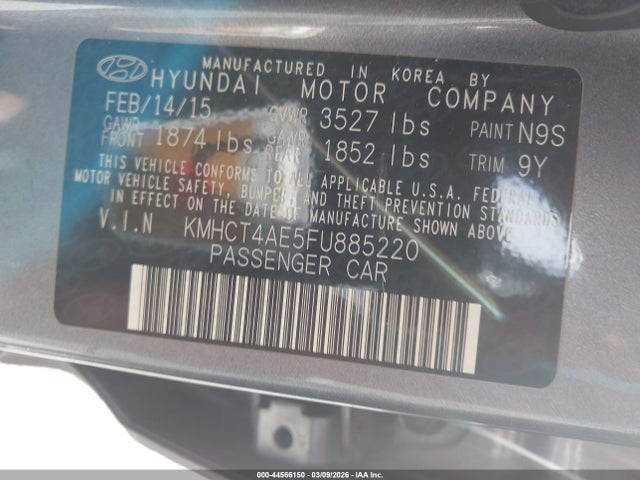 MANUFACTURED IN KOREA BY
HYUNDAI MOTOR COMPANY
FEB/14/15 GVWR 3527 lbs PAINT N9S
GAWR FRONT 1874 lbs GAWR REAR 1852 lbs TRIM 9Y
THIS VEHICLE CONFORMS TO ALL APPLICABLE U.S.A. FEDERAL
MOTOR VEHICLE SAFETY, BUMPER, AND THEFT PREVENTION STANDARDS
IN EFFECT ON THE DATE OF MANUFACTURE SHOWN ABOVE.
V.I.N KMHCT4AE5FU885220
PASSENGER CAR
000-44566150 - 03/09/2026 - IAA Inc.